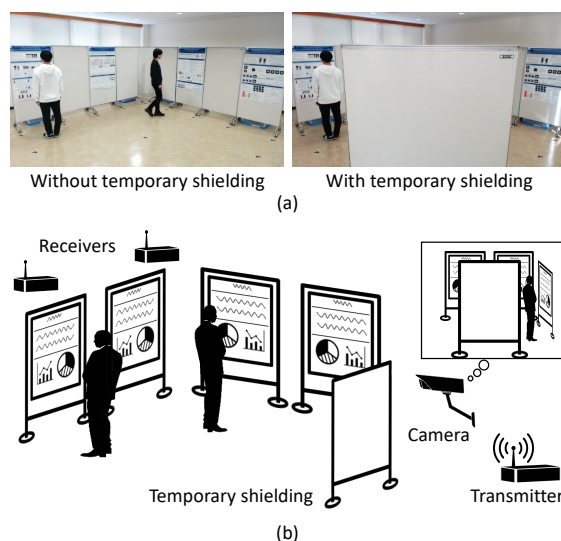 Without temporary shielding
With temporary shielding
(a)
Receivers
Camera
Temporary shielding
Transmitter
(b)